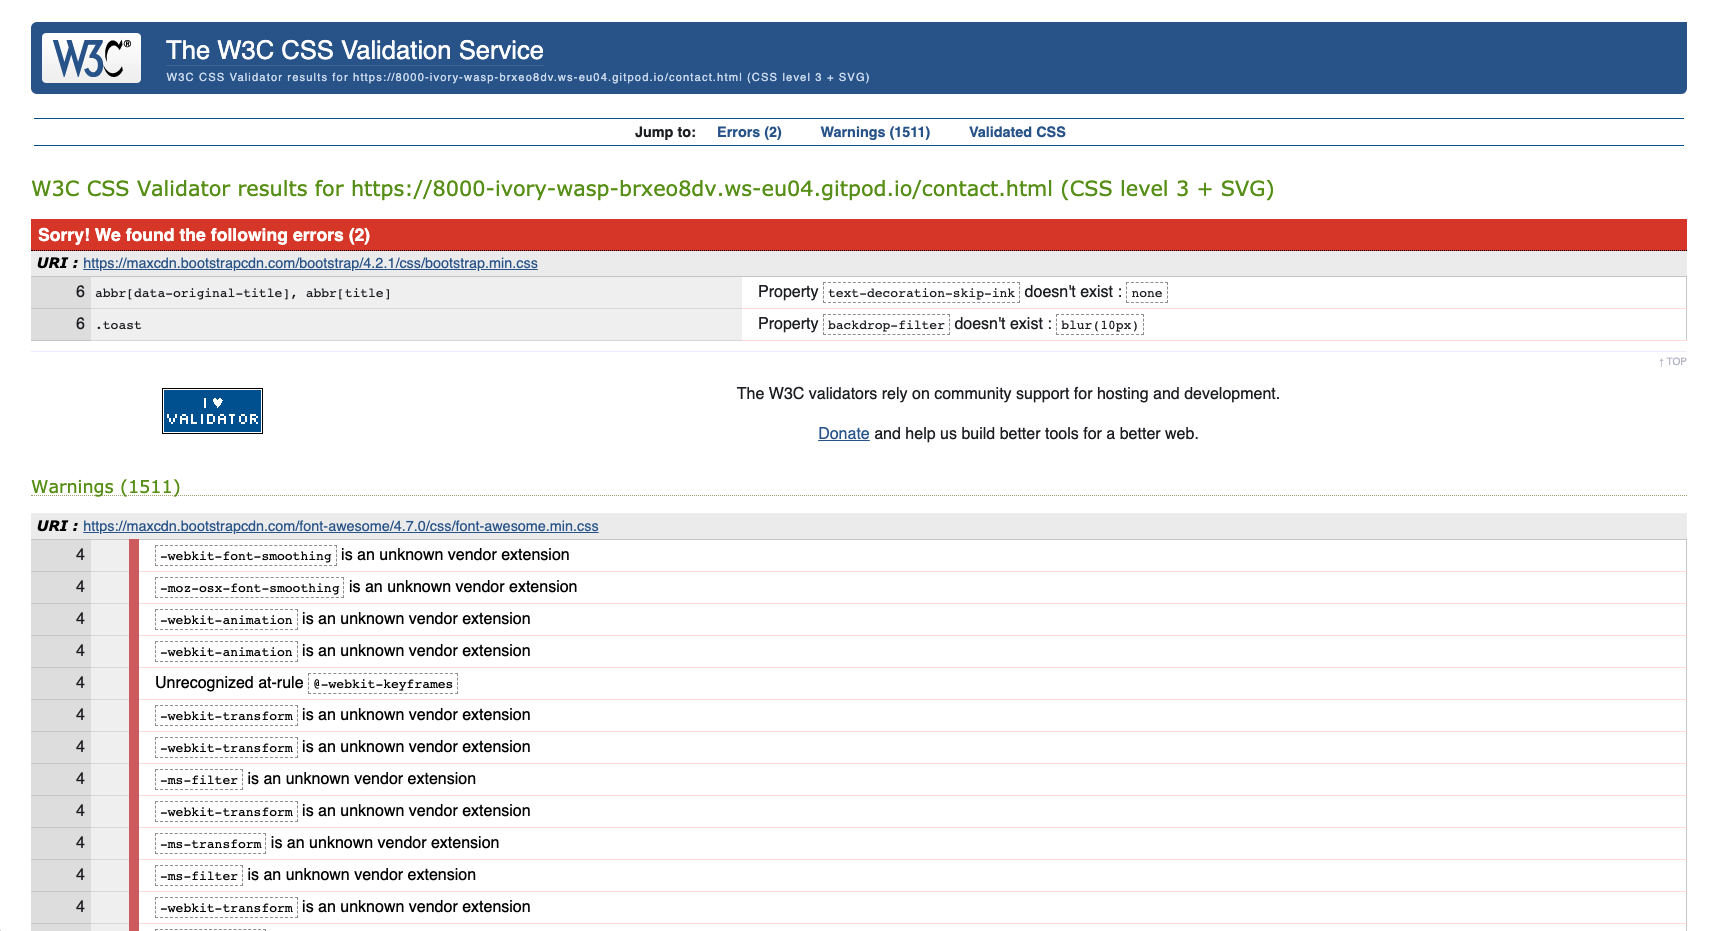 W3C®
The W3C CSS Validation Service
W3C CSS Validator results for https://8000-ivory-wasp-brxeo8dv.ws-eu04.gitpod.io/contact.html (CSS level 3 + SVG)
Jump to: Errors (2) Warnings (1511) Validated CSS
W3C CSS Validator results for https://8000-ivory-wasp-brxeo8dv.ws-eu04.gitpod.io/contact.html (CSS level 3 + SVG)
Sorry! We found the following errors (2)
URI : https://maxcdn.bootstrapcdn.com/bootstrap/4.2.1/css/bootstrap.min.css
6 abbr[data-original-title], abbr[title] Property text-decoration-skip-ink doesn't exist : none
6 .toast Property backdrop-filter doesn't exist : blur(10px)
↑ TOP
I ♥
VALIDATOR
The W3C validators rely on community support for hosting and development.
Donate and help us build better tools for a better web.
Warnings (1511)
URI : https://maxcdn.bootstrapcdn.com/font-awesome/4.7.0/css/font-awesome.min.css
4 -webkit-font-smoothing is an unknown vendor extension
4 -moz-osx-font-smoothing is an unknown vendor extension
4 -webkit-animation is an unknown vendor extension
4 -webkit-animation is an unknown vendor extension
4 Unrecognized at-rule @-webkit-keyframes
4 -webkit-transform is an unknown vendor extension
4 -webkit-transform is an unknown vendor extension
4 -ms-filter is an unknown vendor extension
4 -webkit-transform is an unknown vendor extension
4 -ms-transform is an unknown vendor extension
4 -ms-filter is an unknown vendor extension
4 -webkit-transform is an unknown vendor extension